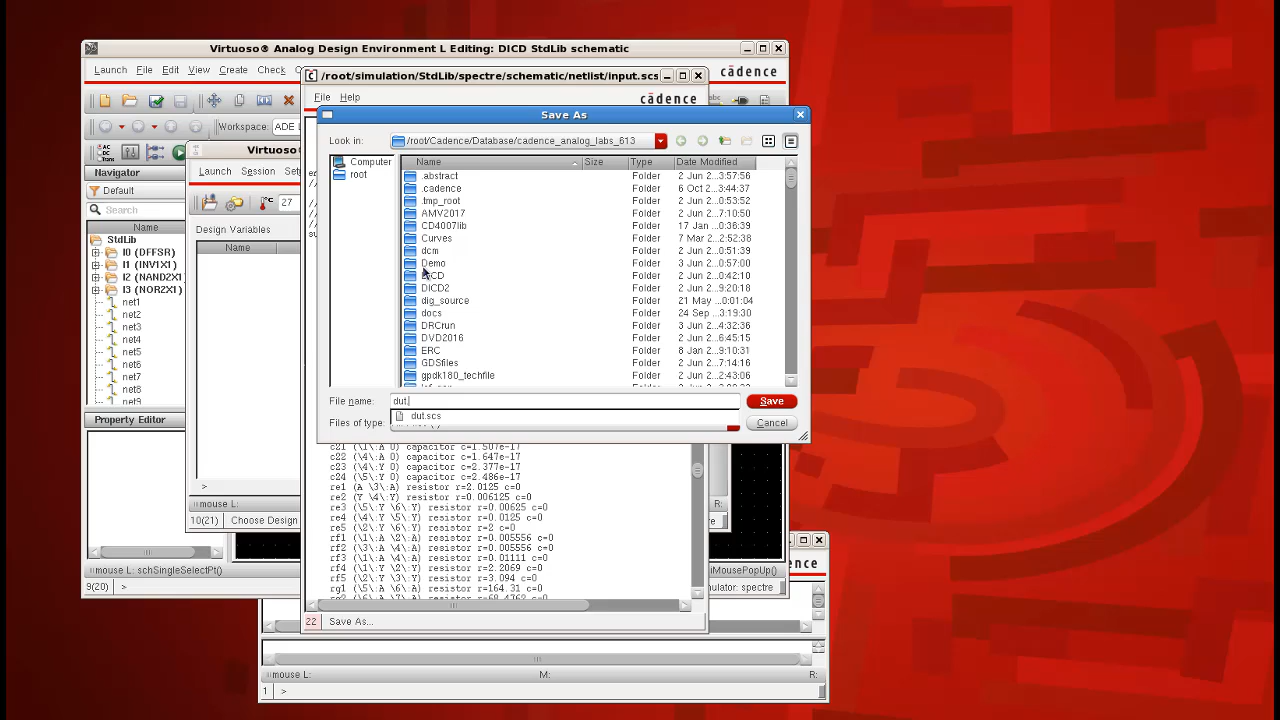 Virtuoso® Analog Design Environment L Editing: DICD StdLib schematic
Launch File Edit View Create Check
cādence
/root/simulation/StdLib/spectre/schematic/netlist/input.scs
File Help
cādence
Workspace: ADE L
Save As
Look in: /root/Cadence/Database/cadence_analog_labs_613
Computer
root
Name Size Type Date Modified
.abstract Folder 2 Jun 2...3:57:56
.cadence Folder 6 Oct 2...3:44:37
.tmp_root Folder 2 Jun 2...0:53:52
AMV2017 Folder 2 Jun 2...7:10:50
CD4007lib Folder 17 Jan ...0:36:39
Curves Folder 7 Mar 2...2:52:38
dcm Folder 2 Jun 2...0:51:39
Demo Folder 3 Jun 2...0:57:00
Folder 2 Jun 2...0:42:10
DICD2 Folder 2 Jun 2...9:20:18
dig_source Folder 21 May ...0:01:04
docs Folder 24 Sep ...3:19:30
DRCrun Folder 3 Jun 2...4:32:36
DVD2016 Folder 2 Jun 2...6:45:15
ERC Folder 8 Jan 2...9:10:31
GDSfiles Folder 2 Jun 2...7:14:50
gpdk180_techfile Folder 2 Jun 2...2:43:06
File name: dut.
Save
dut.scs
Files of type:
Cancel
Navigator
Default
Search
Name
StdLib
I0 (DFFSR)
I1 (INV1X1)
I2 (NAND2X1)
I3 (NOR2X1)
net1
net2
net3
net4
net5
net6
net7
net8
net9
Property Editor
Virtuoso®
Launch Session
27
Design Variables
Name
>
mouse L:
10(21) Choose Design
R:
c21 (\1\:A 0) capacitor c=1.507e-17
c22 (\4\:Y 0) capacitor c=1.647e-17
c23 (\4\:A 0) capacitor c=2.377e-17
c24 (\5\:Y 0) capacitor c=2.486e-17
re1 (A \3\:A) resistor r=2.0125 c=0
re2 (Y \4\:Y) resistor r=0.006125 c=0
re3 (\5\:Y \6\:Y) resistor r=0.00625 c=0
re4 (\4\:Y \5\:Y) resistor r=0.0125 c=0
re5 (\2\:Y \6\:Y) resistor r=2 c=0
rf1 (\1\:A \2\:A) resistor r=0.005556 c=0
rf2 (\3\:A \4\:A) resistor r=0.005556 c=0
rf3 (\1\:A \4\:A) resistor r=0.01111 c=0
rf4 (\1\:Y \2\:Y) resistor r=2.2069 c=0
rf5 (\2\:Y \3\:Y) resistor r=3.094 c=0
rg1 (\5\:A \6\:A) resistor r=164.31 c=0
22 Save As...
mouse L: schSingleSelectPt()
9(20) >
MousePopUp()
simulator: spectre
mouse L: M: R:
1 >